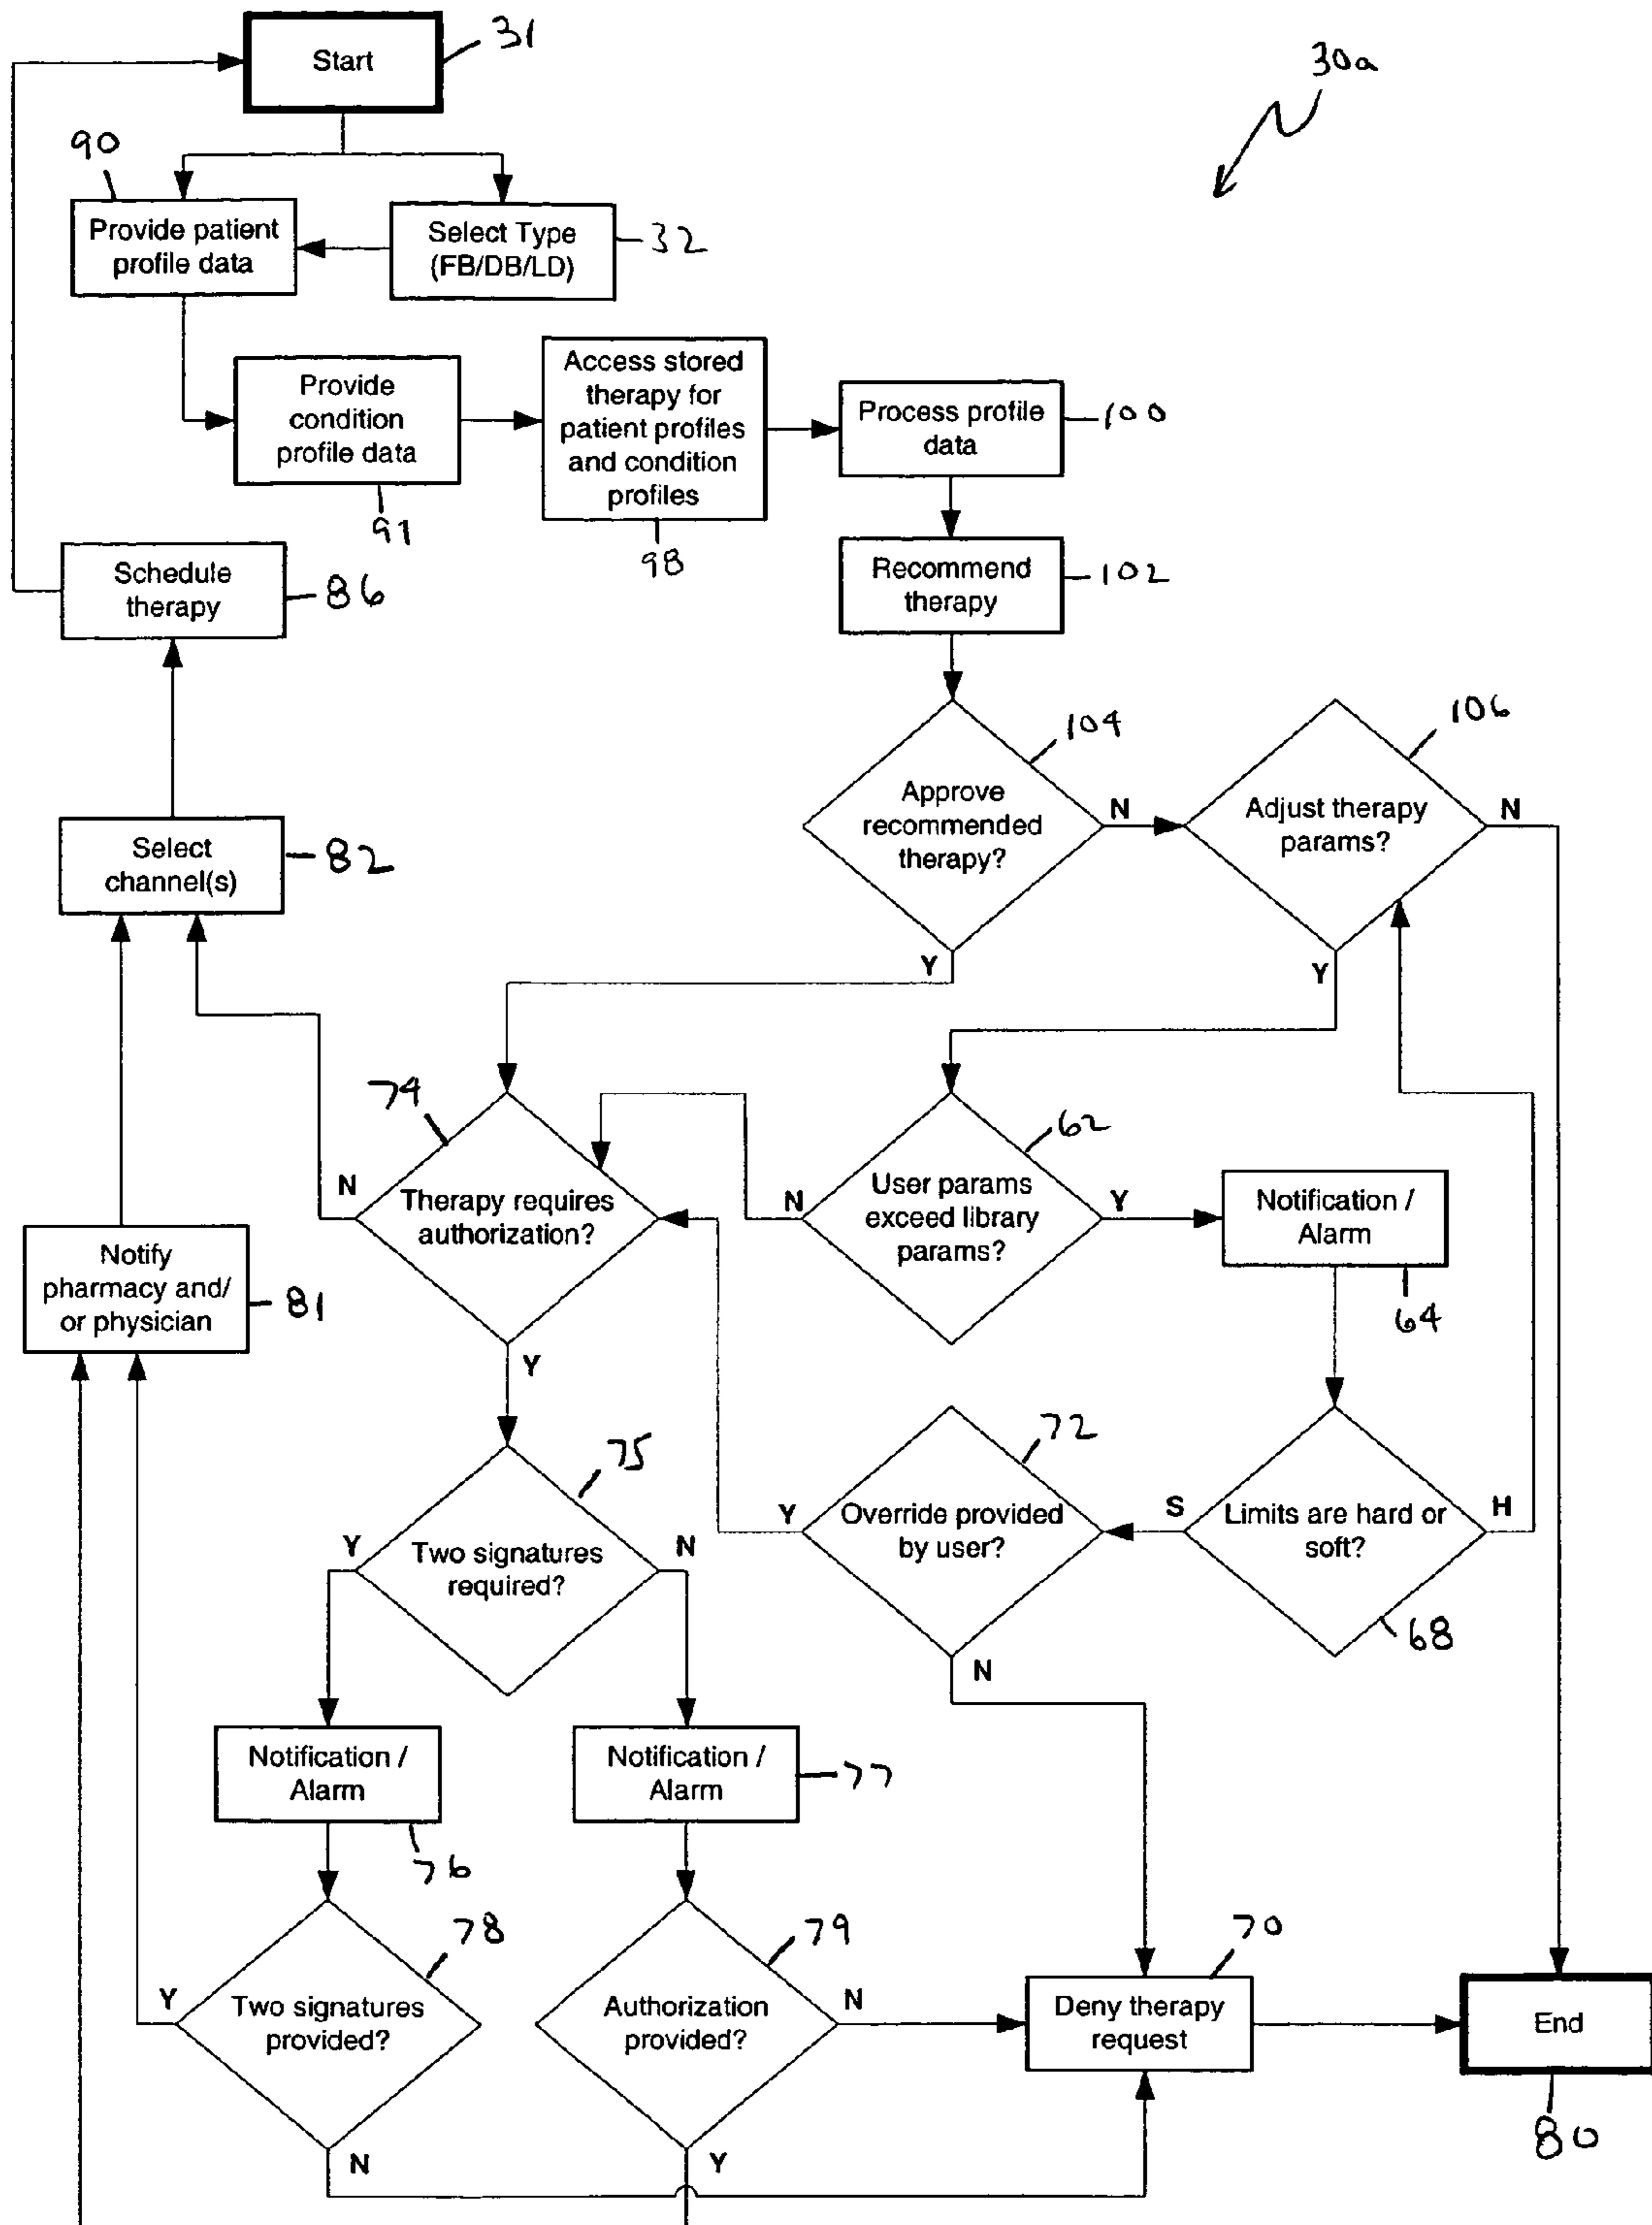 Start
31
30a
90
Provide patient
profile data
Select Type
(FB/DB/LD)
32
Provide
condition
profile data
97
Access stored
therapy for
patient profiles
and condition
profiles
98
Process profile
data
100
Recommend
therapy
102
Schedule
therapy
86
Approve
recommended
therapy?
104
N
Y
Adjust therapy
params?
106
N
Y
Select
channel(s)
82
74
Therapy requires
authorization?
N
Y
62
User params
exceed library
params?
N
Y
Notification /
Alarm
64
Notify
pharmacy and/
or physician
81
75
Two signatures
required?
Y
N
72
Override provided
by user?
Y
N
Limits are hard or
soft?
S
H
68
Notification /
Alarm
76
Notification /
Alarm
77
78
Two signatures
provided?
Y
N
79
Authorization
provided?
N
Y
70
Deny therapy
request
End
80